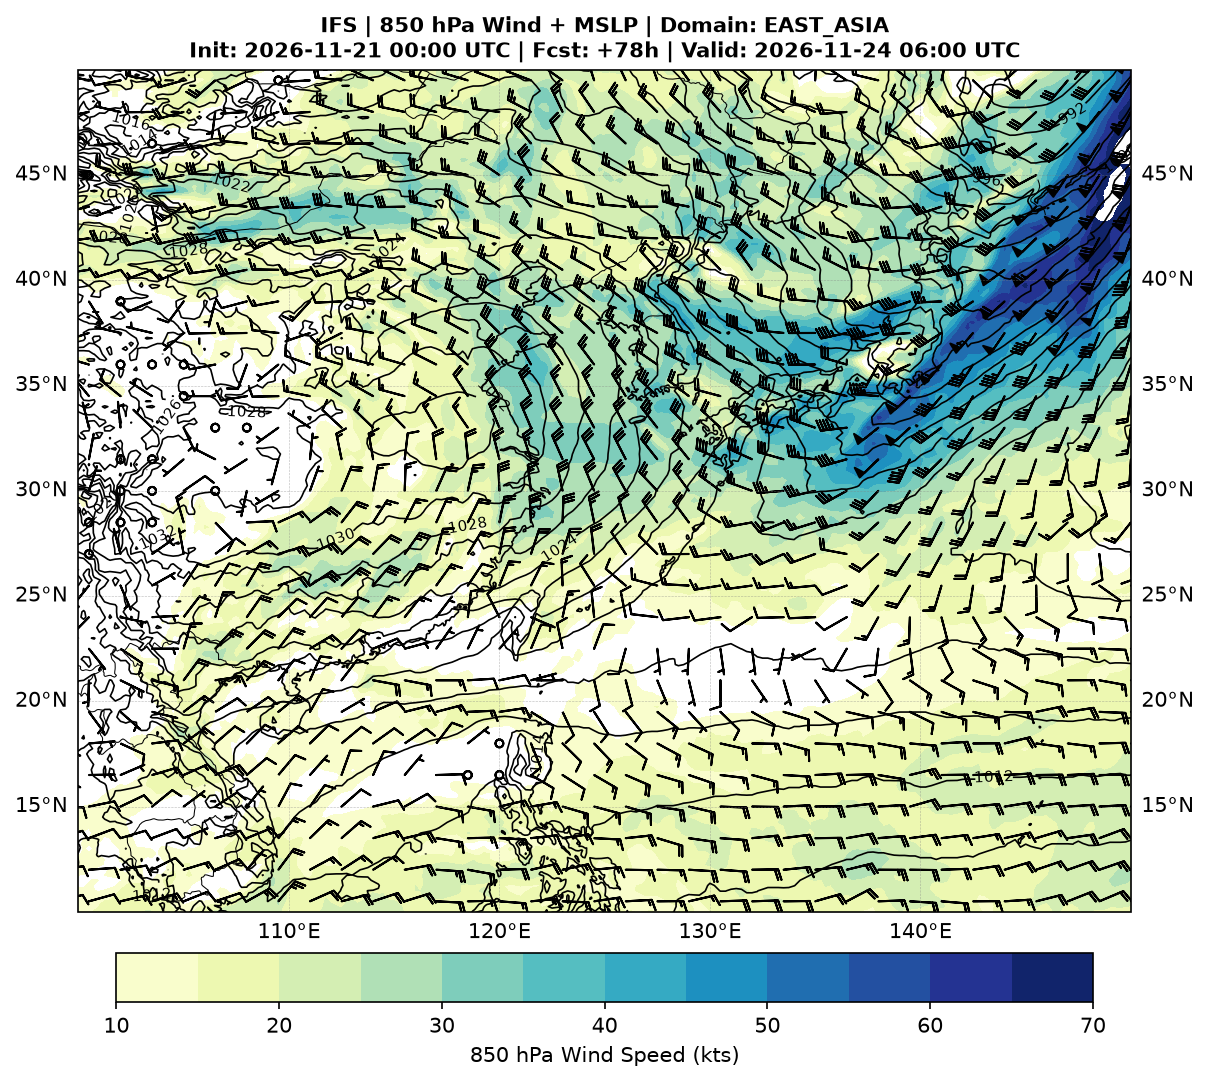 IFS | 850 hPa Wind + MSLP | Domain: EAST_ASIA
Init: 2026-11-21 00:00 UTC | Fcst: +78h | Valid: 2026-11-24 06:00 UTC
992
1016
1022
45°N
45°N
1028
1024
40°N
40°N
35°N
35°N
1026
1028
30°N
30°N
1032
1030
1028
1024
25°N
25°N
20°N
20°N
1012
15°N
15°N
110°E
120°E
130°E
140°E
10
20
30
40
50
60
70
850 hPa Wind Speed (kts)